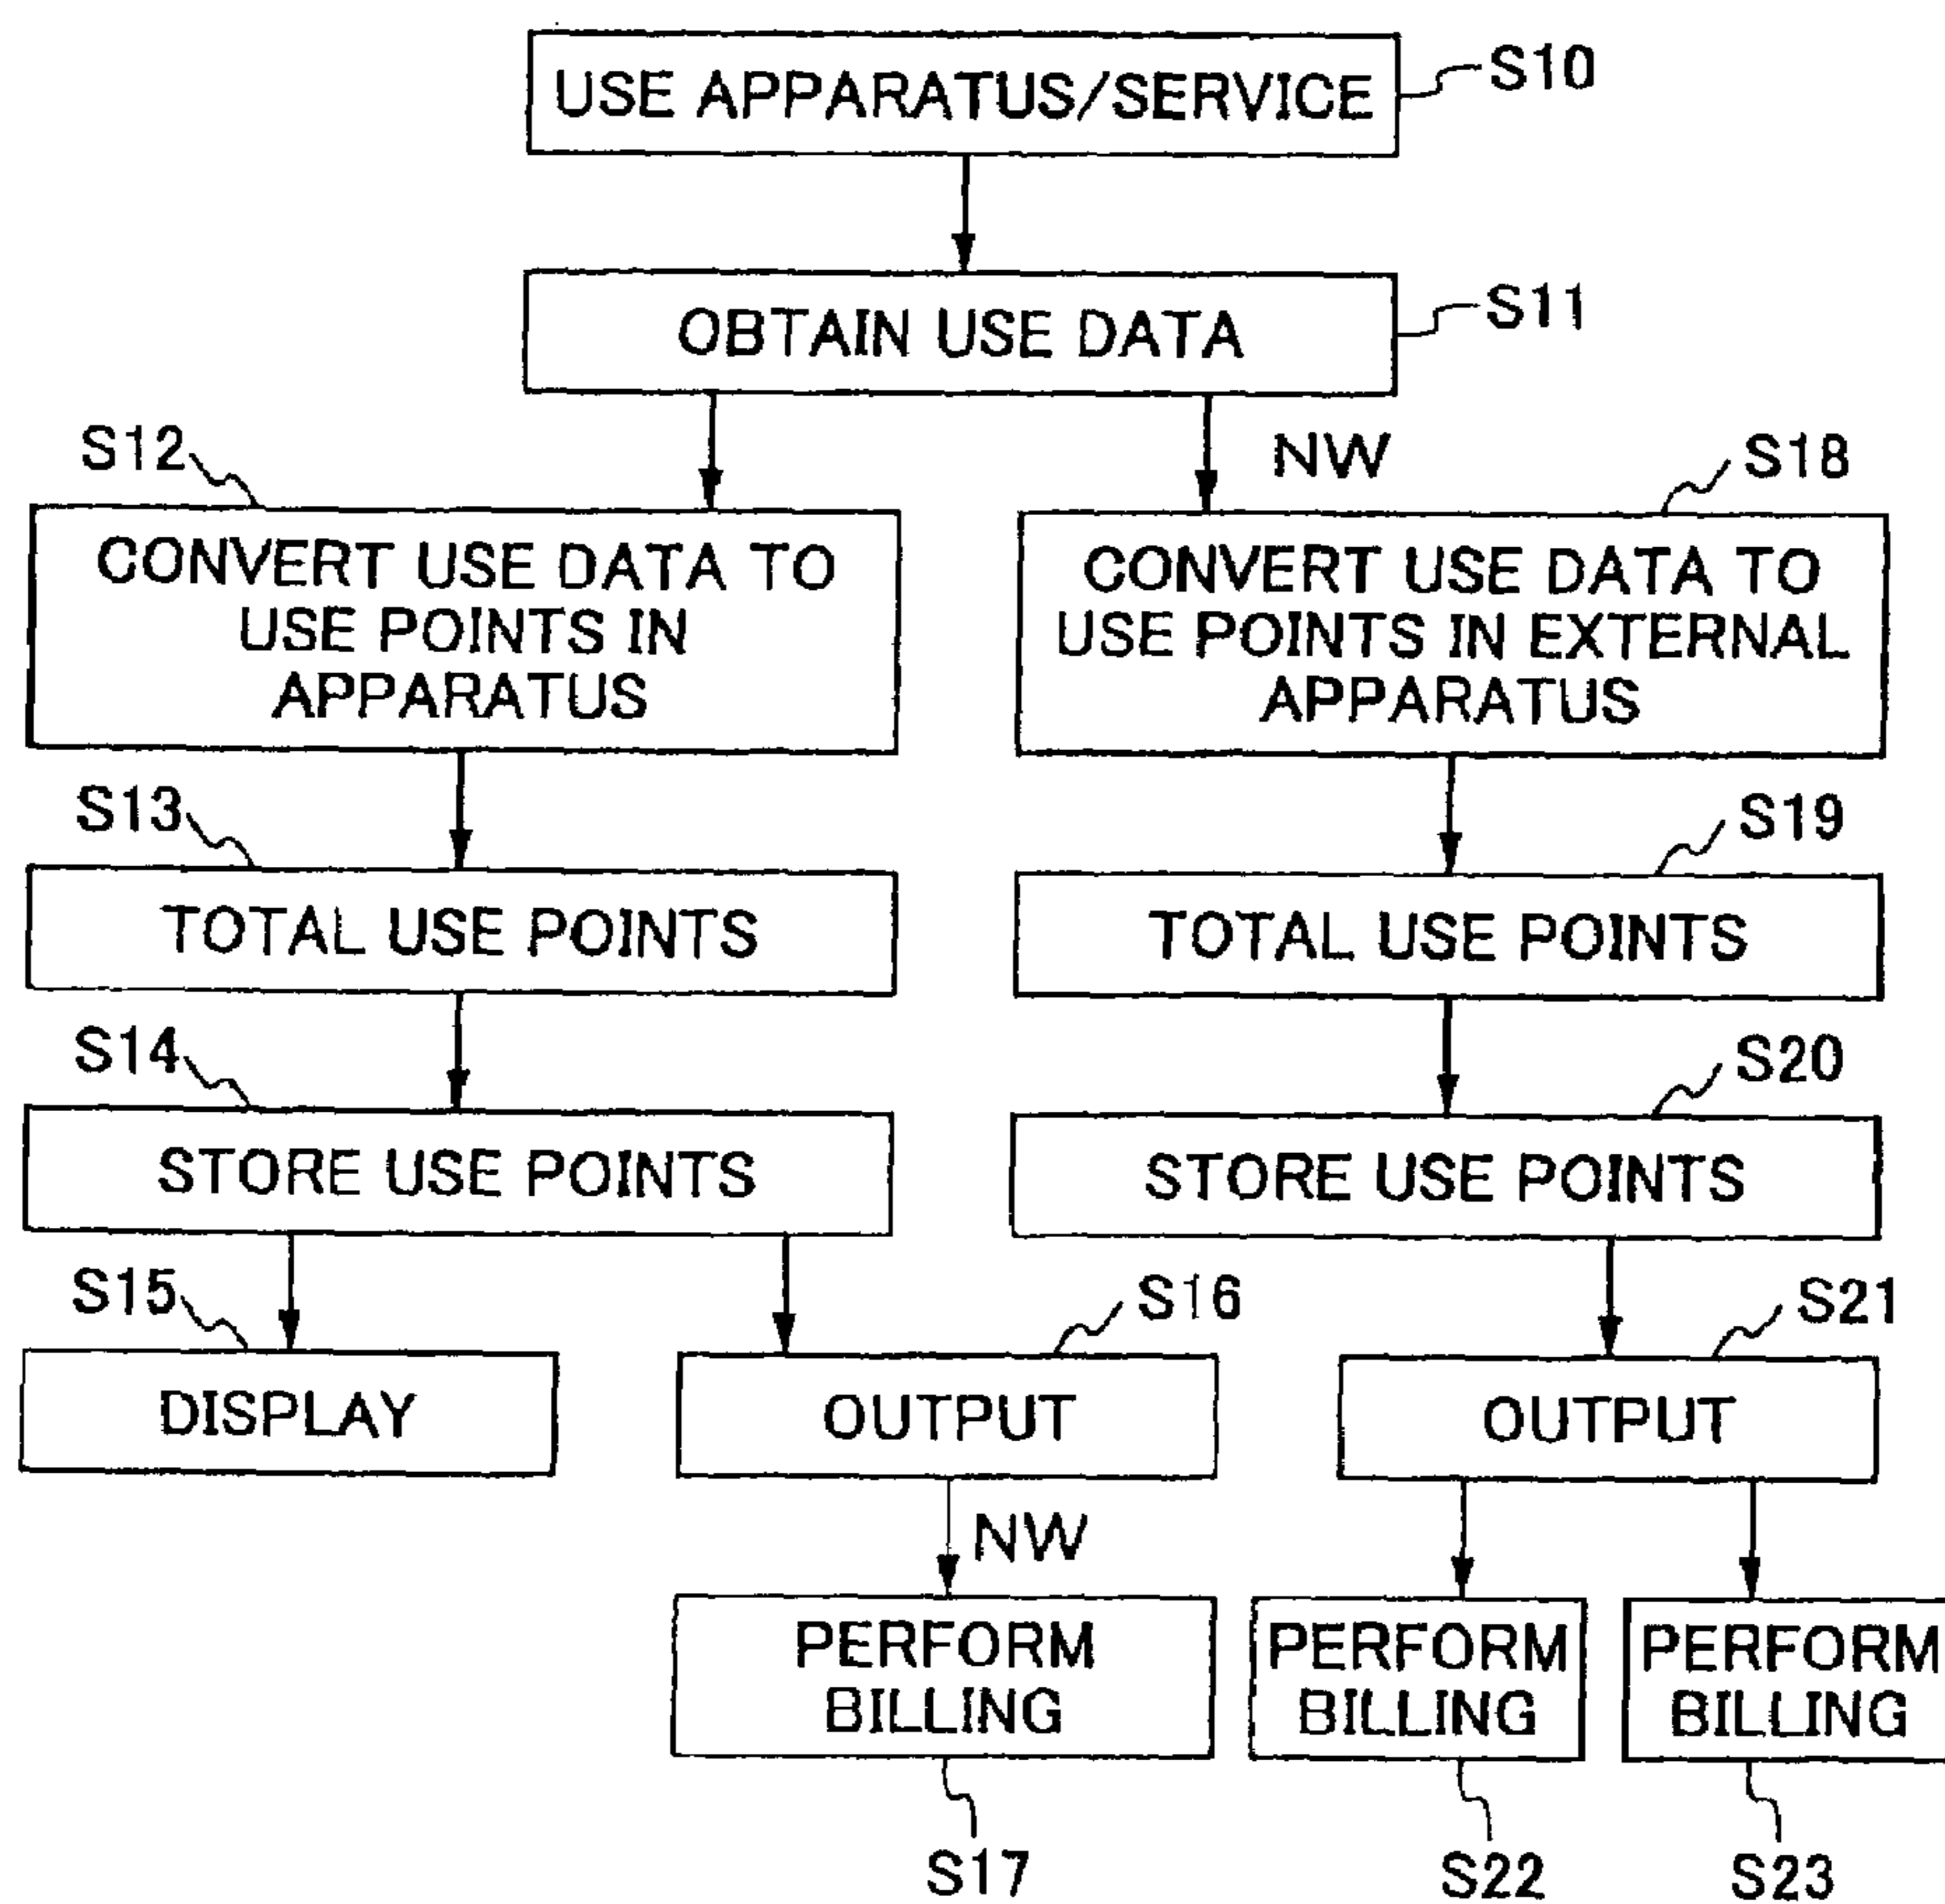 USE APPARATUS/SERVICE
S10
OBTAIN USE DATA
S11
NW
S12
CONVERT USE DATA TO
USE POINTS IN
APPARATUS
S18
CONVERT USE DATA TO
USE POINTS IN EXTERNAL
APPARATUS
S13
TOTAL USE POINTS
S19
TOTAL USE POINTS
S14
STORE USE POINTS
S20
STORE USE POINTS
S15
DISPLAY
S16
OUTPUT
S21
OUTPUT
NW
PERFORM
BILLING
PERFORM
BILLING
PERFORM
BILLING
S17
S22
S23